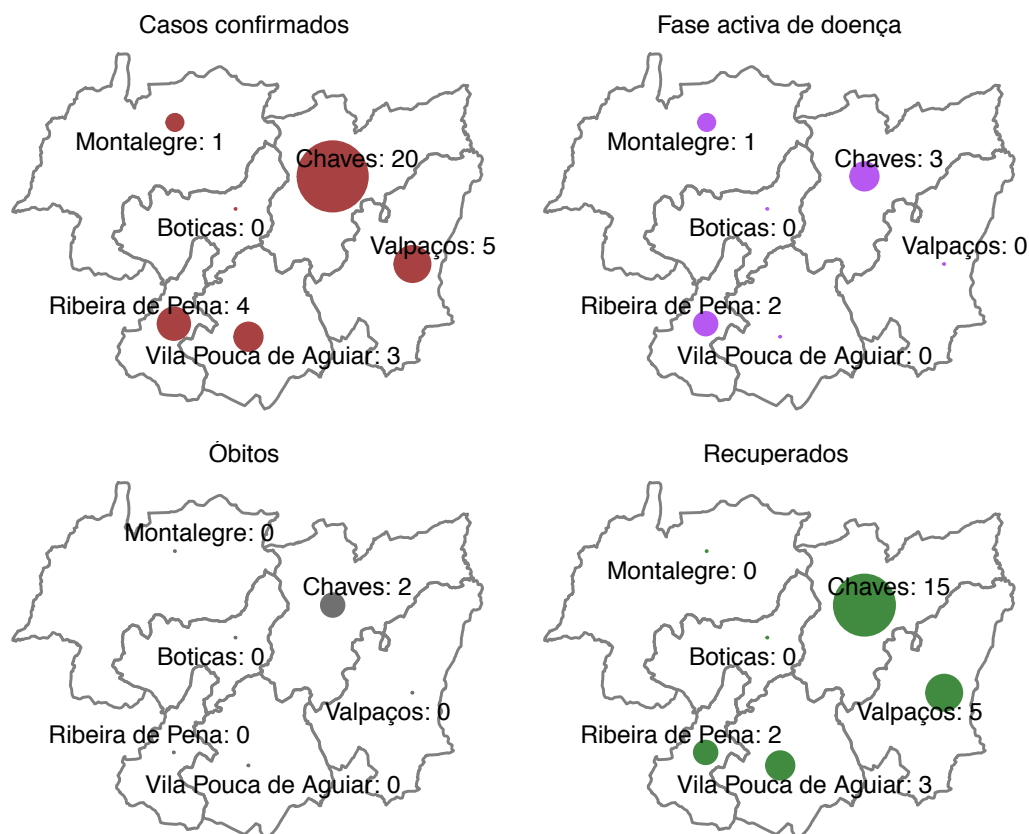 Casos confirmados
Montalegre: 1
Chaves: 20
Boticas: 0
Valpaços: 5
Ribeira de Pena: 4
Vila Pouca de Aguiar: 3
Fase activa de doença
Montalegre: 1
Chaves: 3
Boticas: 0
Valpaços: 0
Ribeira de Pena: 2
Vila Pouca de Aguiar: 0
Óbitos
Montalegre: 0
Chaves: 2
Boticas: 0
Valpaços: 0
Ribeira de Pena: 0
Vila Pouca de Aguiar: 0
Recuperados
Montalegre: 0
Chaves: 15
Boticas: 0
Valpaços: 5
Ribeira de Pena: 2
Vila Pouca de Aguiar: 3